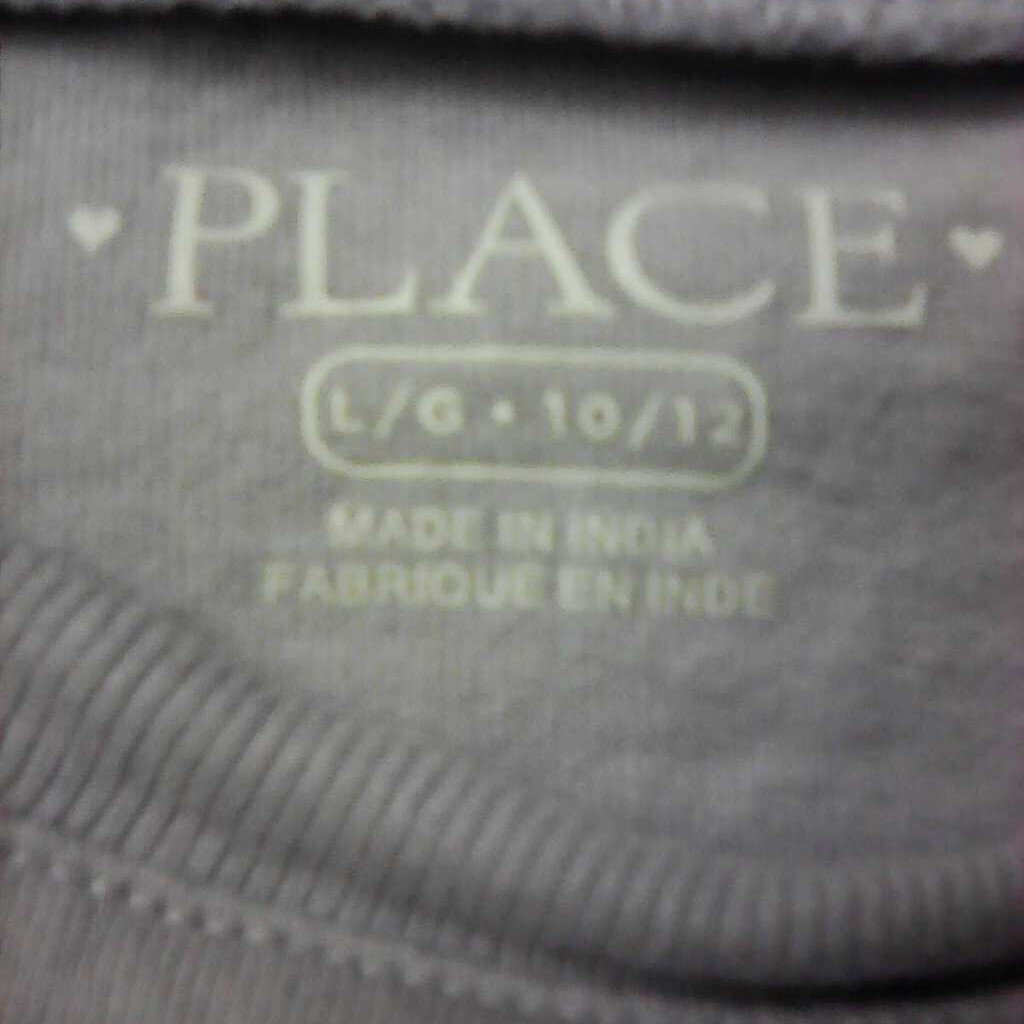 ♥ PLACE ♥
L/G • 10/12
MADE IN INDIA
FABRIQUE EN INDE